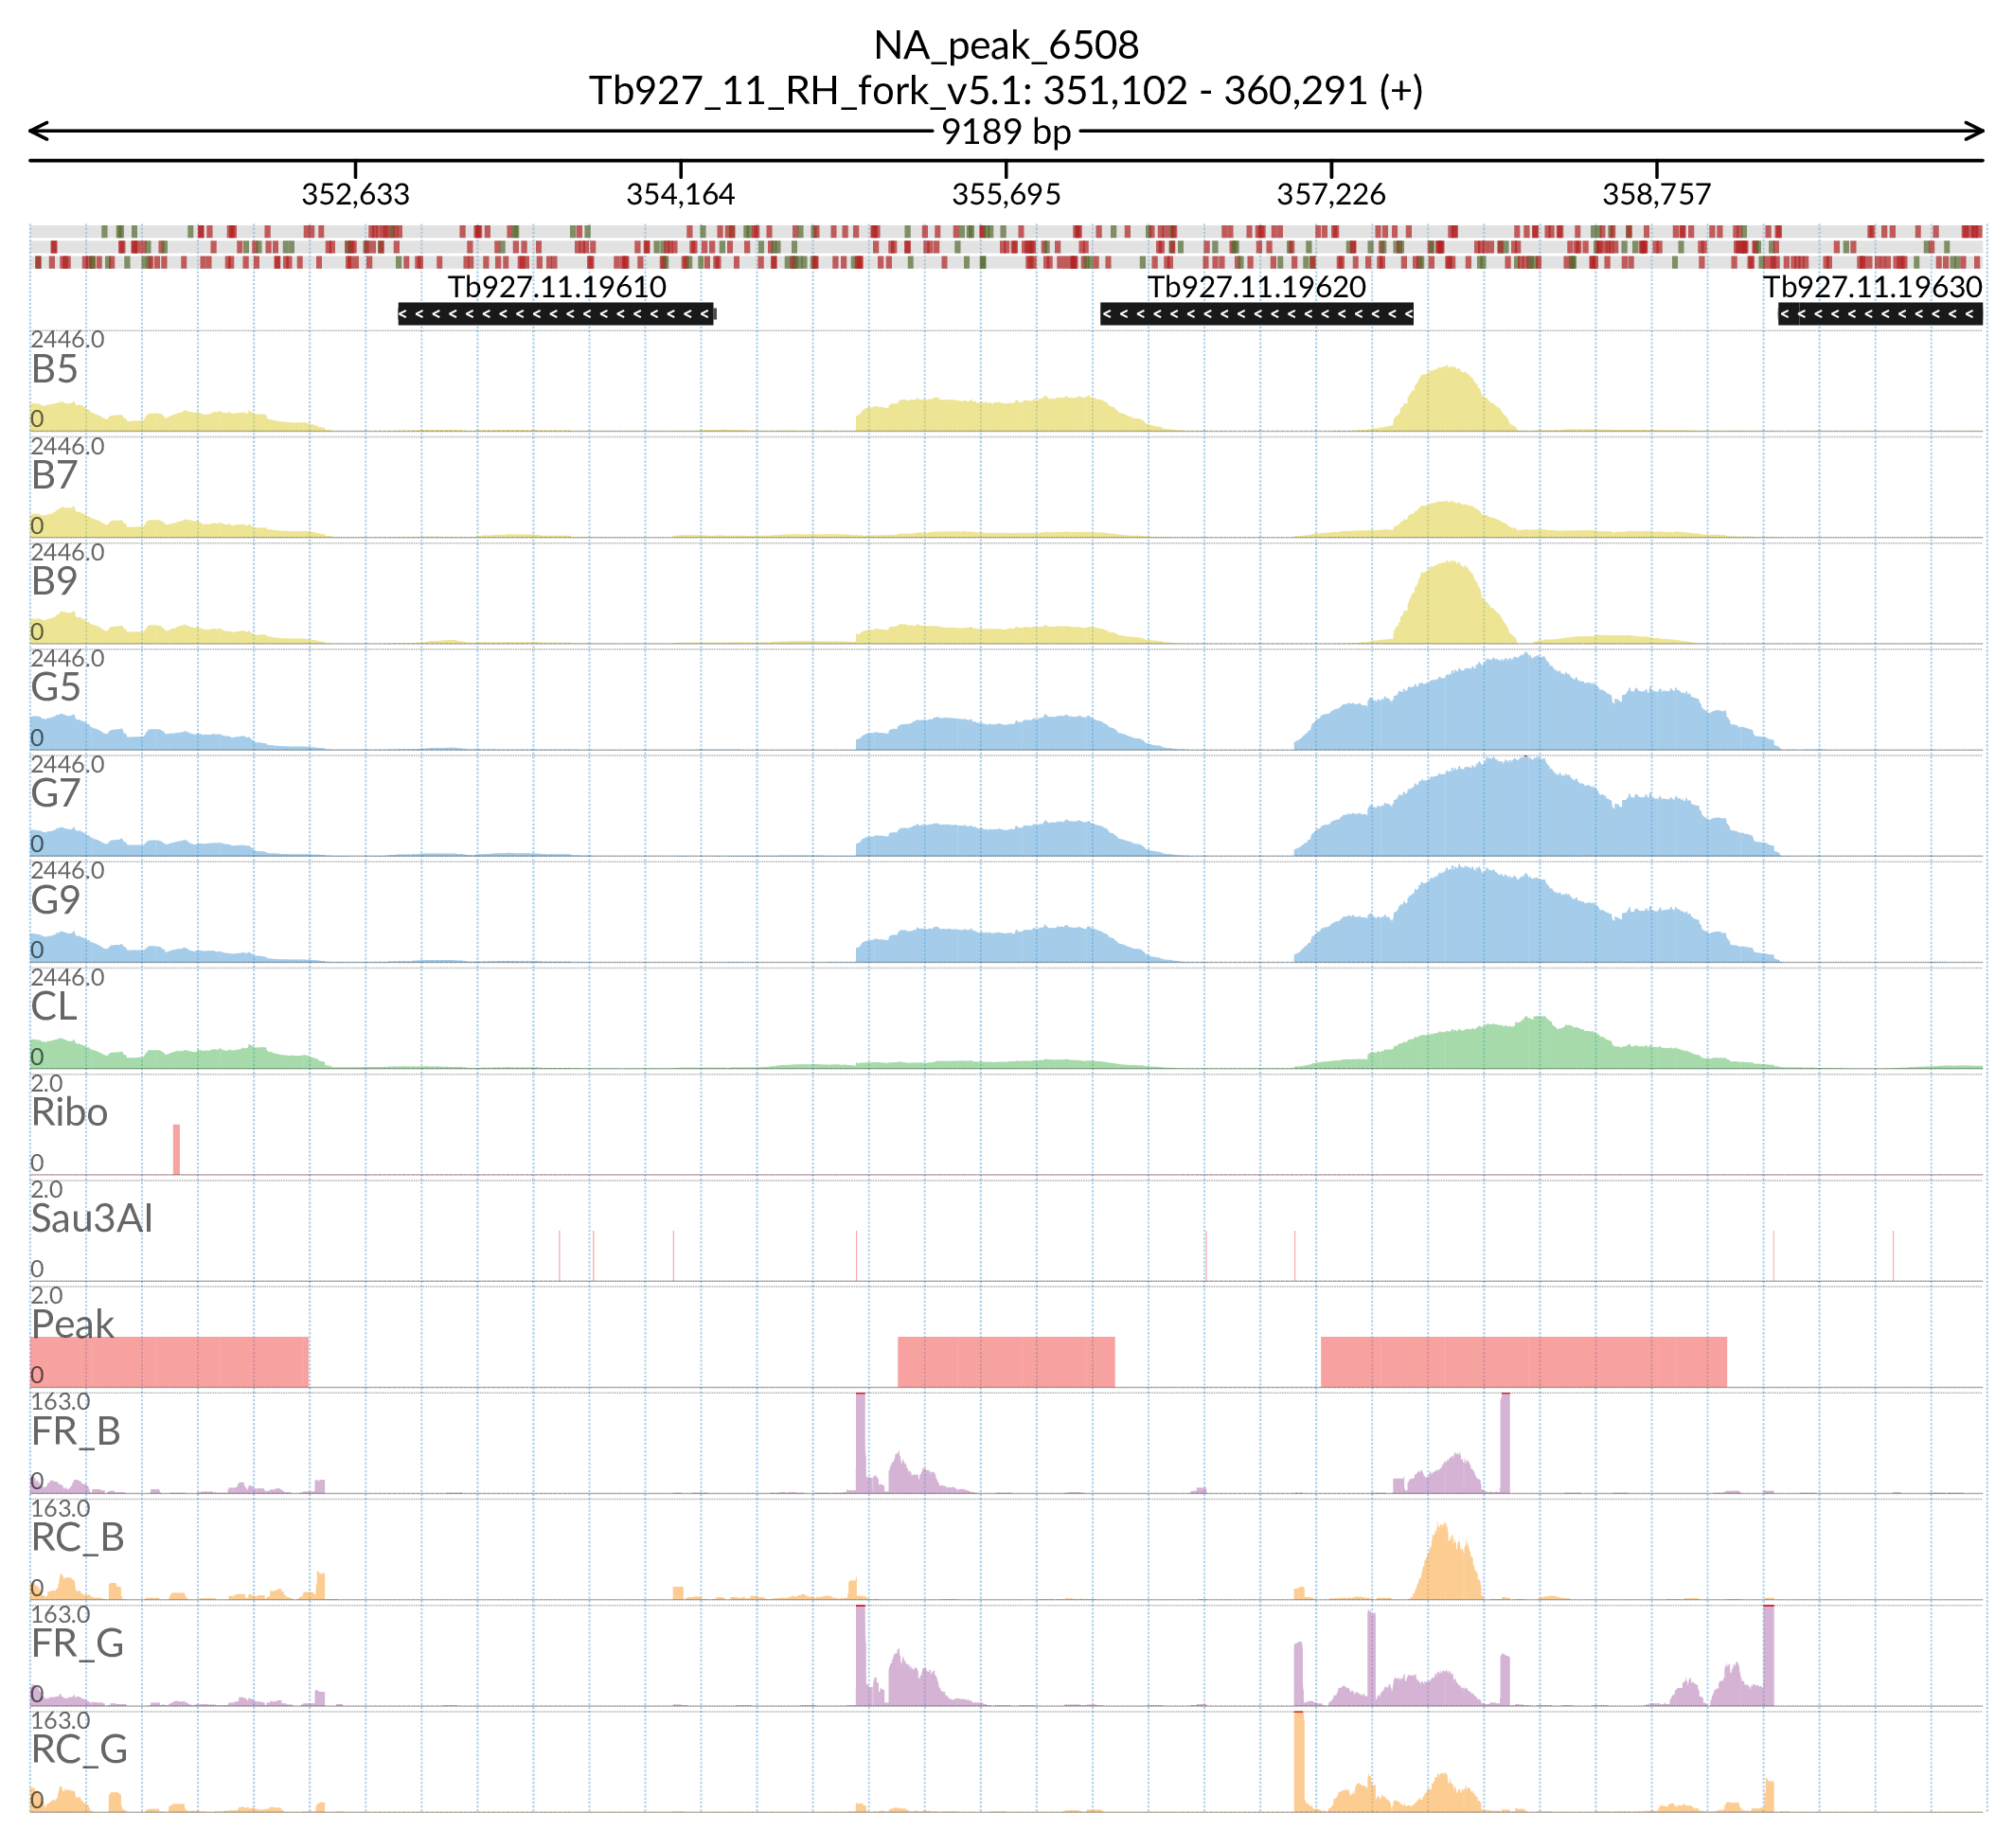 NA_peak_6508
Tb927_11_RH_fork_v5.1: 351,102 - 360,291 (+)
9189 bp
352,633 354,164 355,695 357,226 358,757
Tb927.11.19610 Tb927.11.19620 Tb927.11.19630
2446.0
B5
0
2446.0
B7
0
2446.0
B9
0
2446.0
G5
0
2446.0
G7
0
2446.0
G9
0
2446.0
CL
0
2.0
Ribo
0
2.0
Sau3AI
0
2.0
Peak
0
163.0
FR_B
0
163.0
RC_B
0
163.0
FR_G
0
163.0
RC_G
0